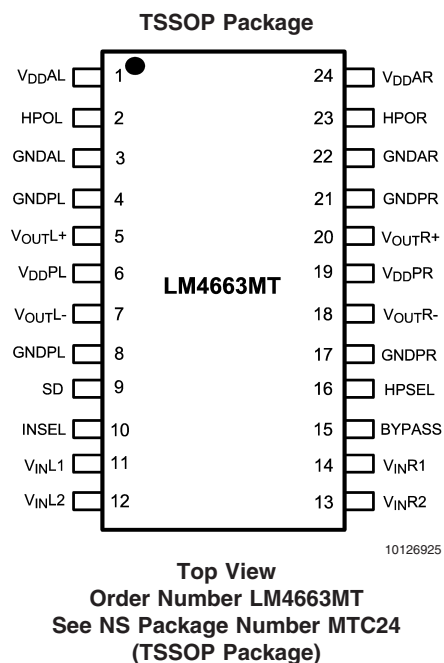 TSSOP Package
VDDAL 1 24 VDDAR
HPOL 2 23 HPOR
GNDAL 3 22 GNDAR
GNDPL 4 21 GNDPR
VOUTL+ 5 20 VOUTR+
VDDPL 6 19 VDDPR
LM4663MT
VOUTL- 7 18 VOUTR-
GNDPL 8 17 GNDPR
SD 9 16 HPSEL
INSEL 10 15 BYPASS
VINL1 11 14 VINR1
VINL2 12 13 VINR2
10126925
Top View
Order Number LM4663MT
See NS Package Number MTC24
(TSSOP Package)